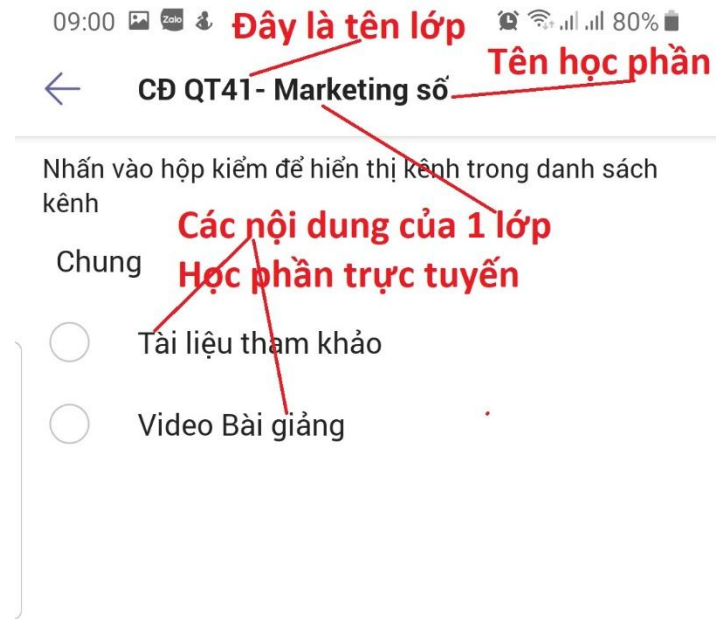 09:00 Zalo Đây là tên lớp 80%
Tên học phần
CĐ QT41- Marketing số
Nhấn vào hộp kiểm để hiển thị kênh trong danh sách
kênh
Các nội dung của 1 lớp
Chung
Học phần trực tuyến
Tài liệu tham khảo
Video Bài giảng